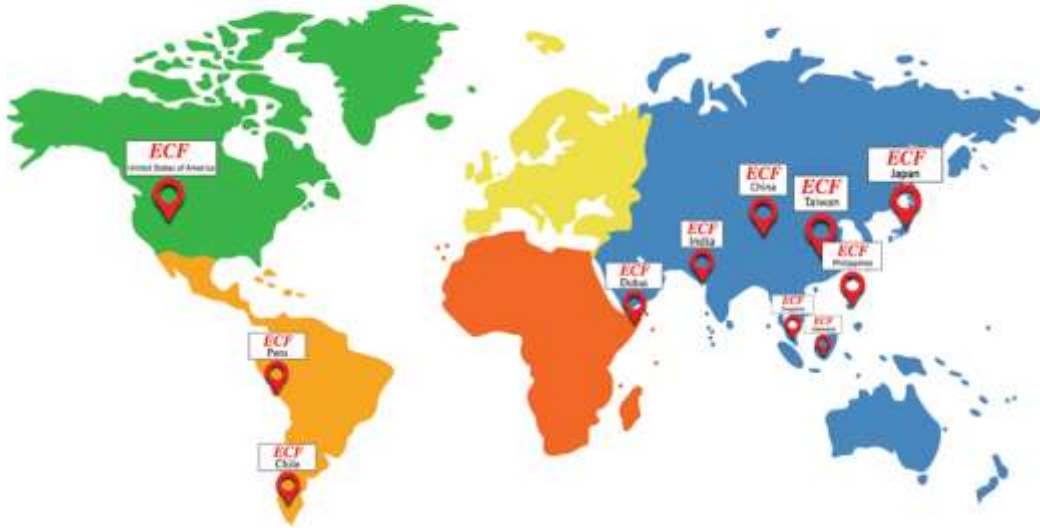 ECF
United States of America
ECF
China
ECF
Taiwan
ECF
Japan
ECF
India
ECF
Philippines
ECF
Dubai
ECF
ECF
ECF
Peru
ECF
Chile